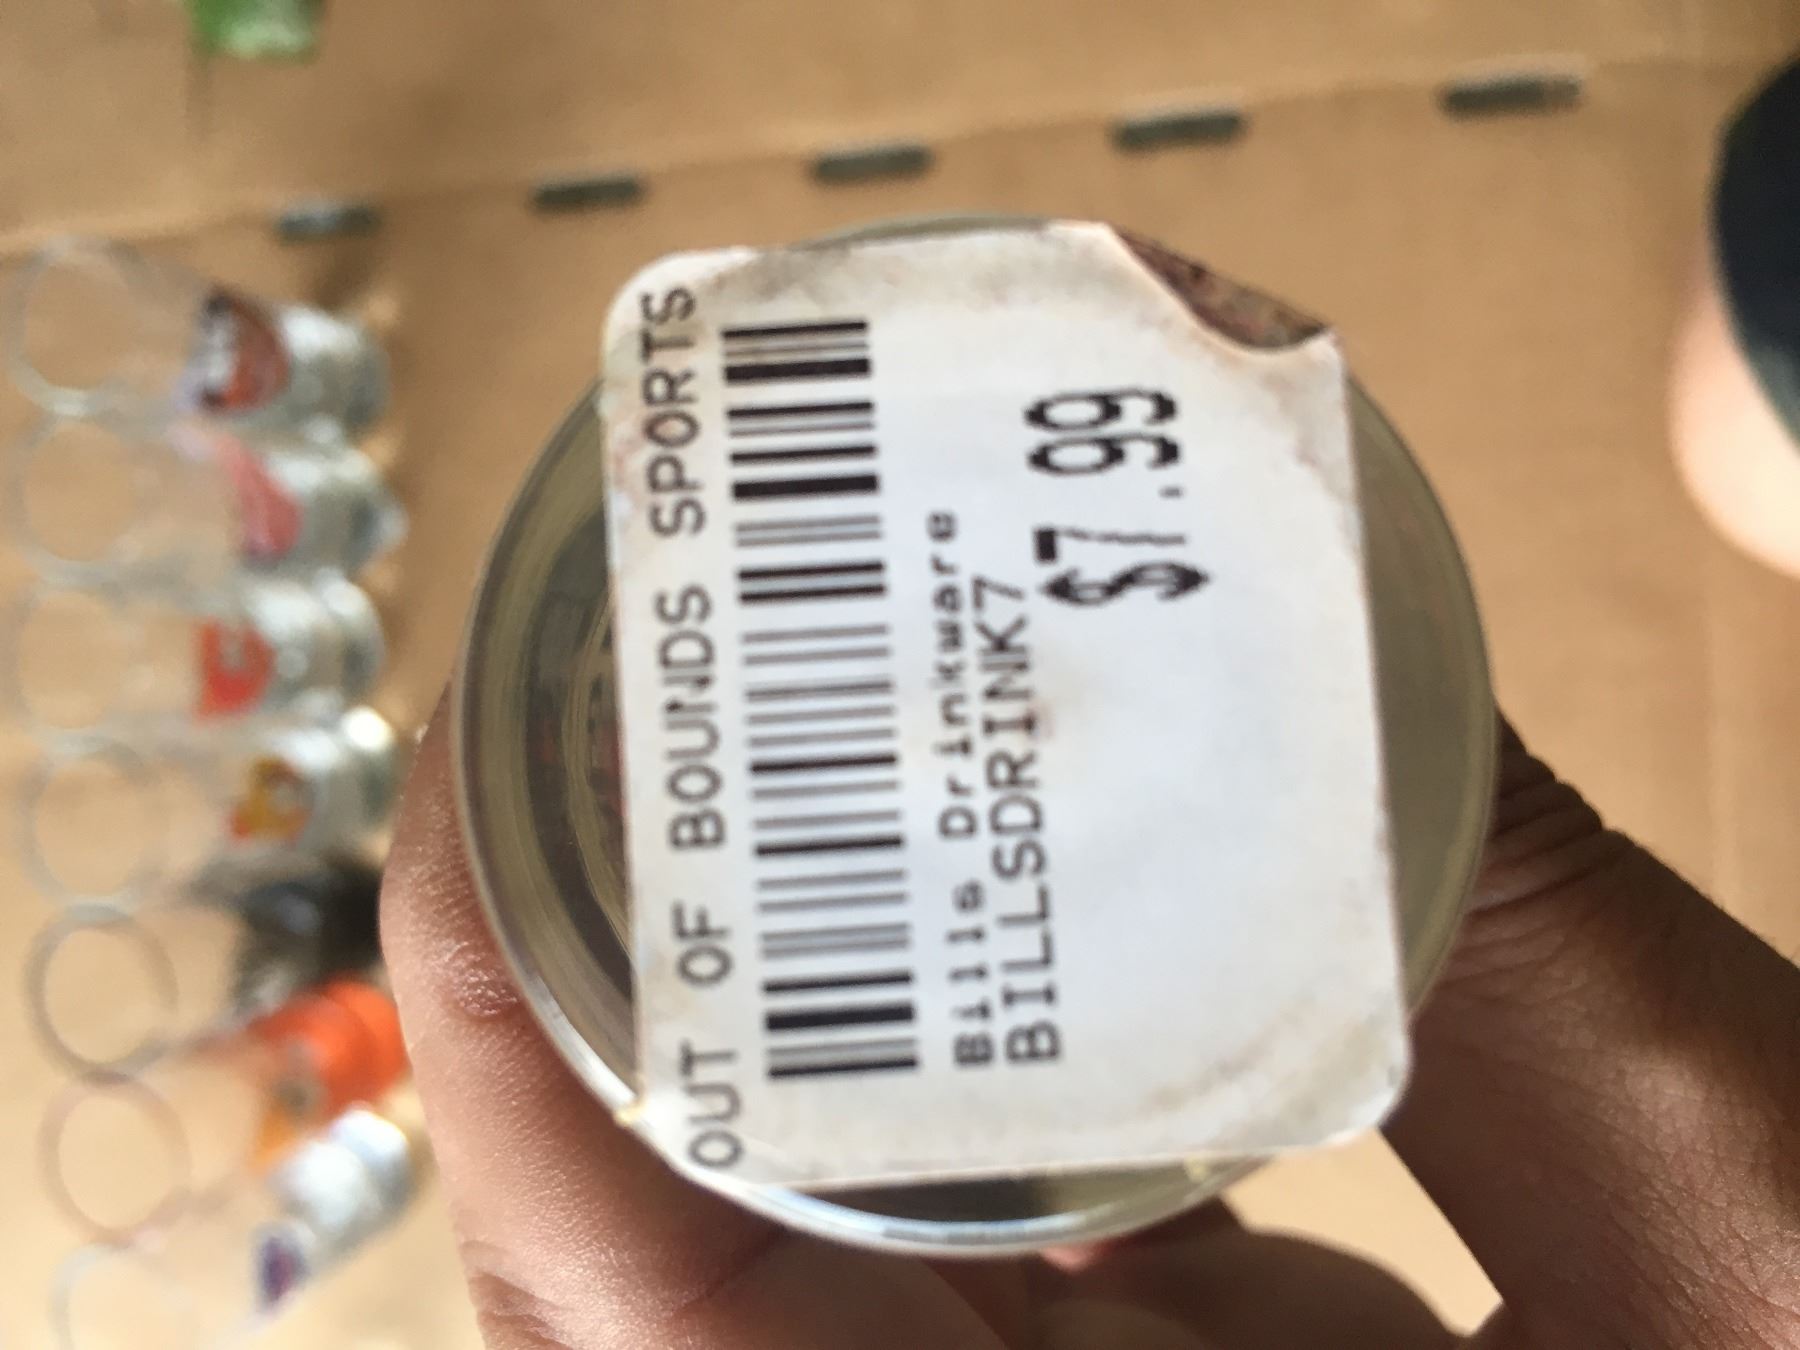 OUT OF BOUNDS SPORTS
Bills Drinkware
BILLSDRINK7
$7.99